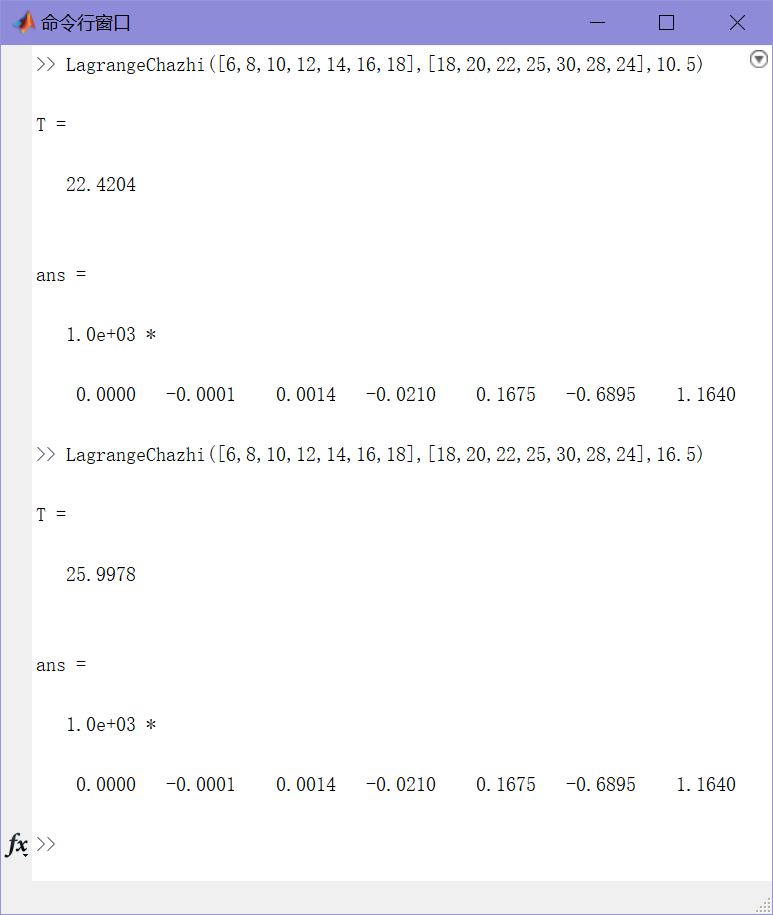 命令行窗口
>> LagrangeChazhi([6,8,10,12,14,16,18],[18,20,22,25,30,28,24],10.5)
T =
22.4204
ans =
1.0e+03 *
0.0000 -0.0001 0.0014 -0.0210 0.1675 -0.6895 1.1640
>> LagrangeChazhi([6,8,10,12,14,16,18],[18,20,22,25,30,28,24],16.5)
T =
25.9978
ans =
1.0e+03 *
0.0000 -0.0001 0.0014 -0.0210 0.1675 -0.6895 1.1640
fx >>